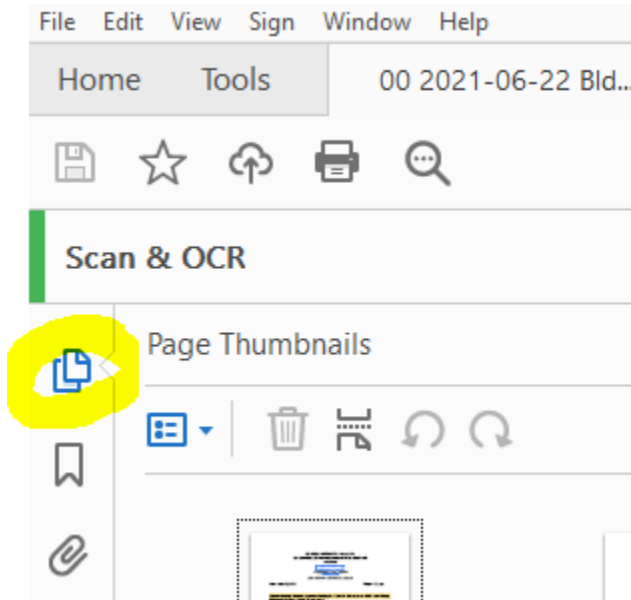 File Edit View Sign Window Help
Home Tools 00 2021-06-22 Bld...
Scan & OCR
Page Thumbnails